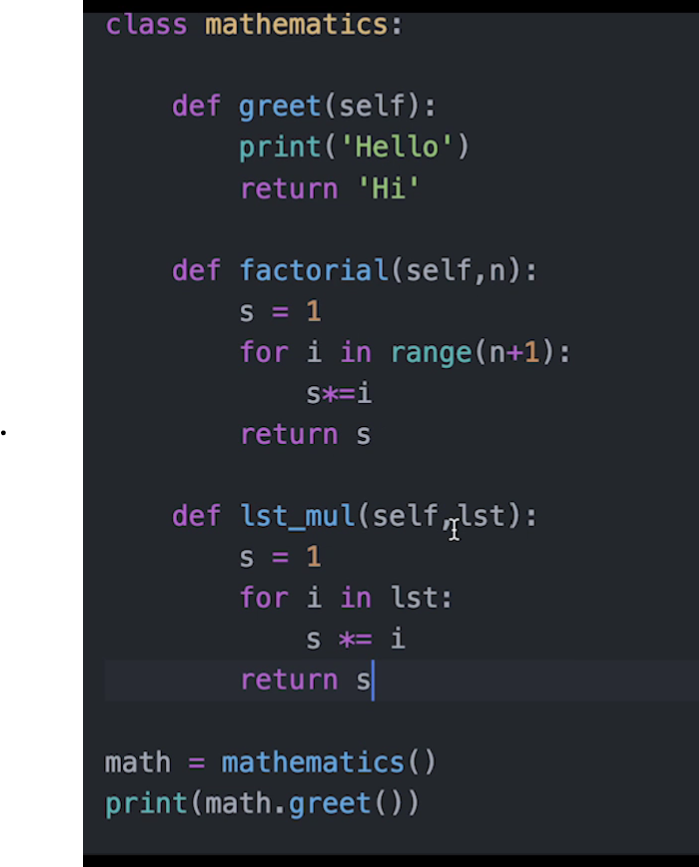 class mathematics:
def greet(self):
print('Hello')
return 'Hi'
def factorial(self,n):
s = 1
for i in range(n+1):
s*=i
return s
def lst_mul(self,lst):
s = 1
for i in lst:
s *= i
return s
math = mathematics()
print(math.greet())